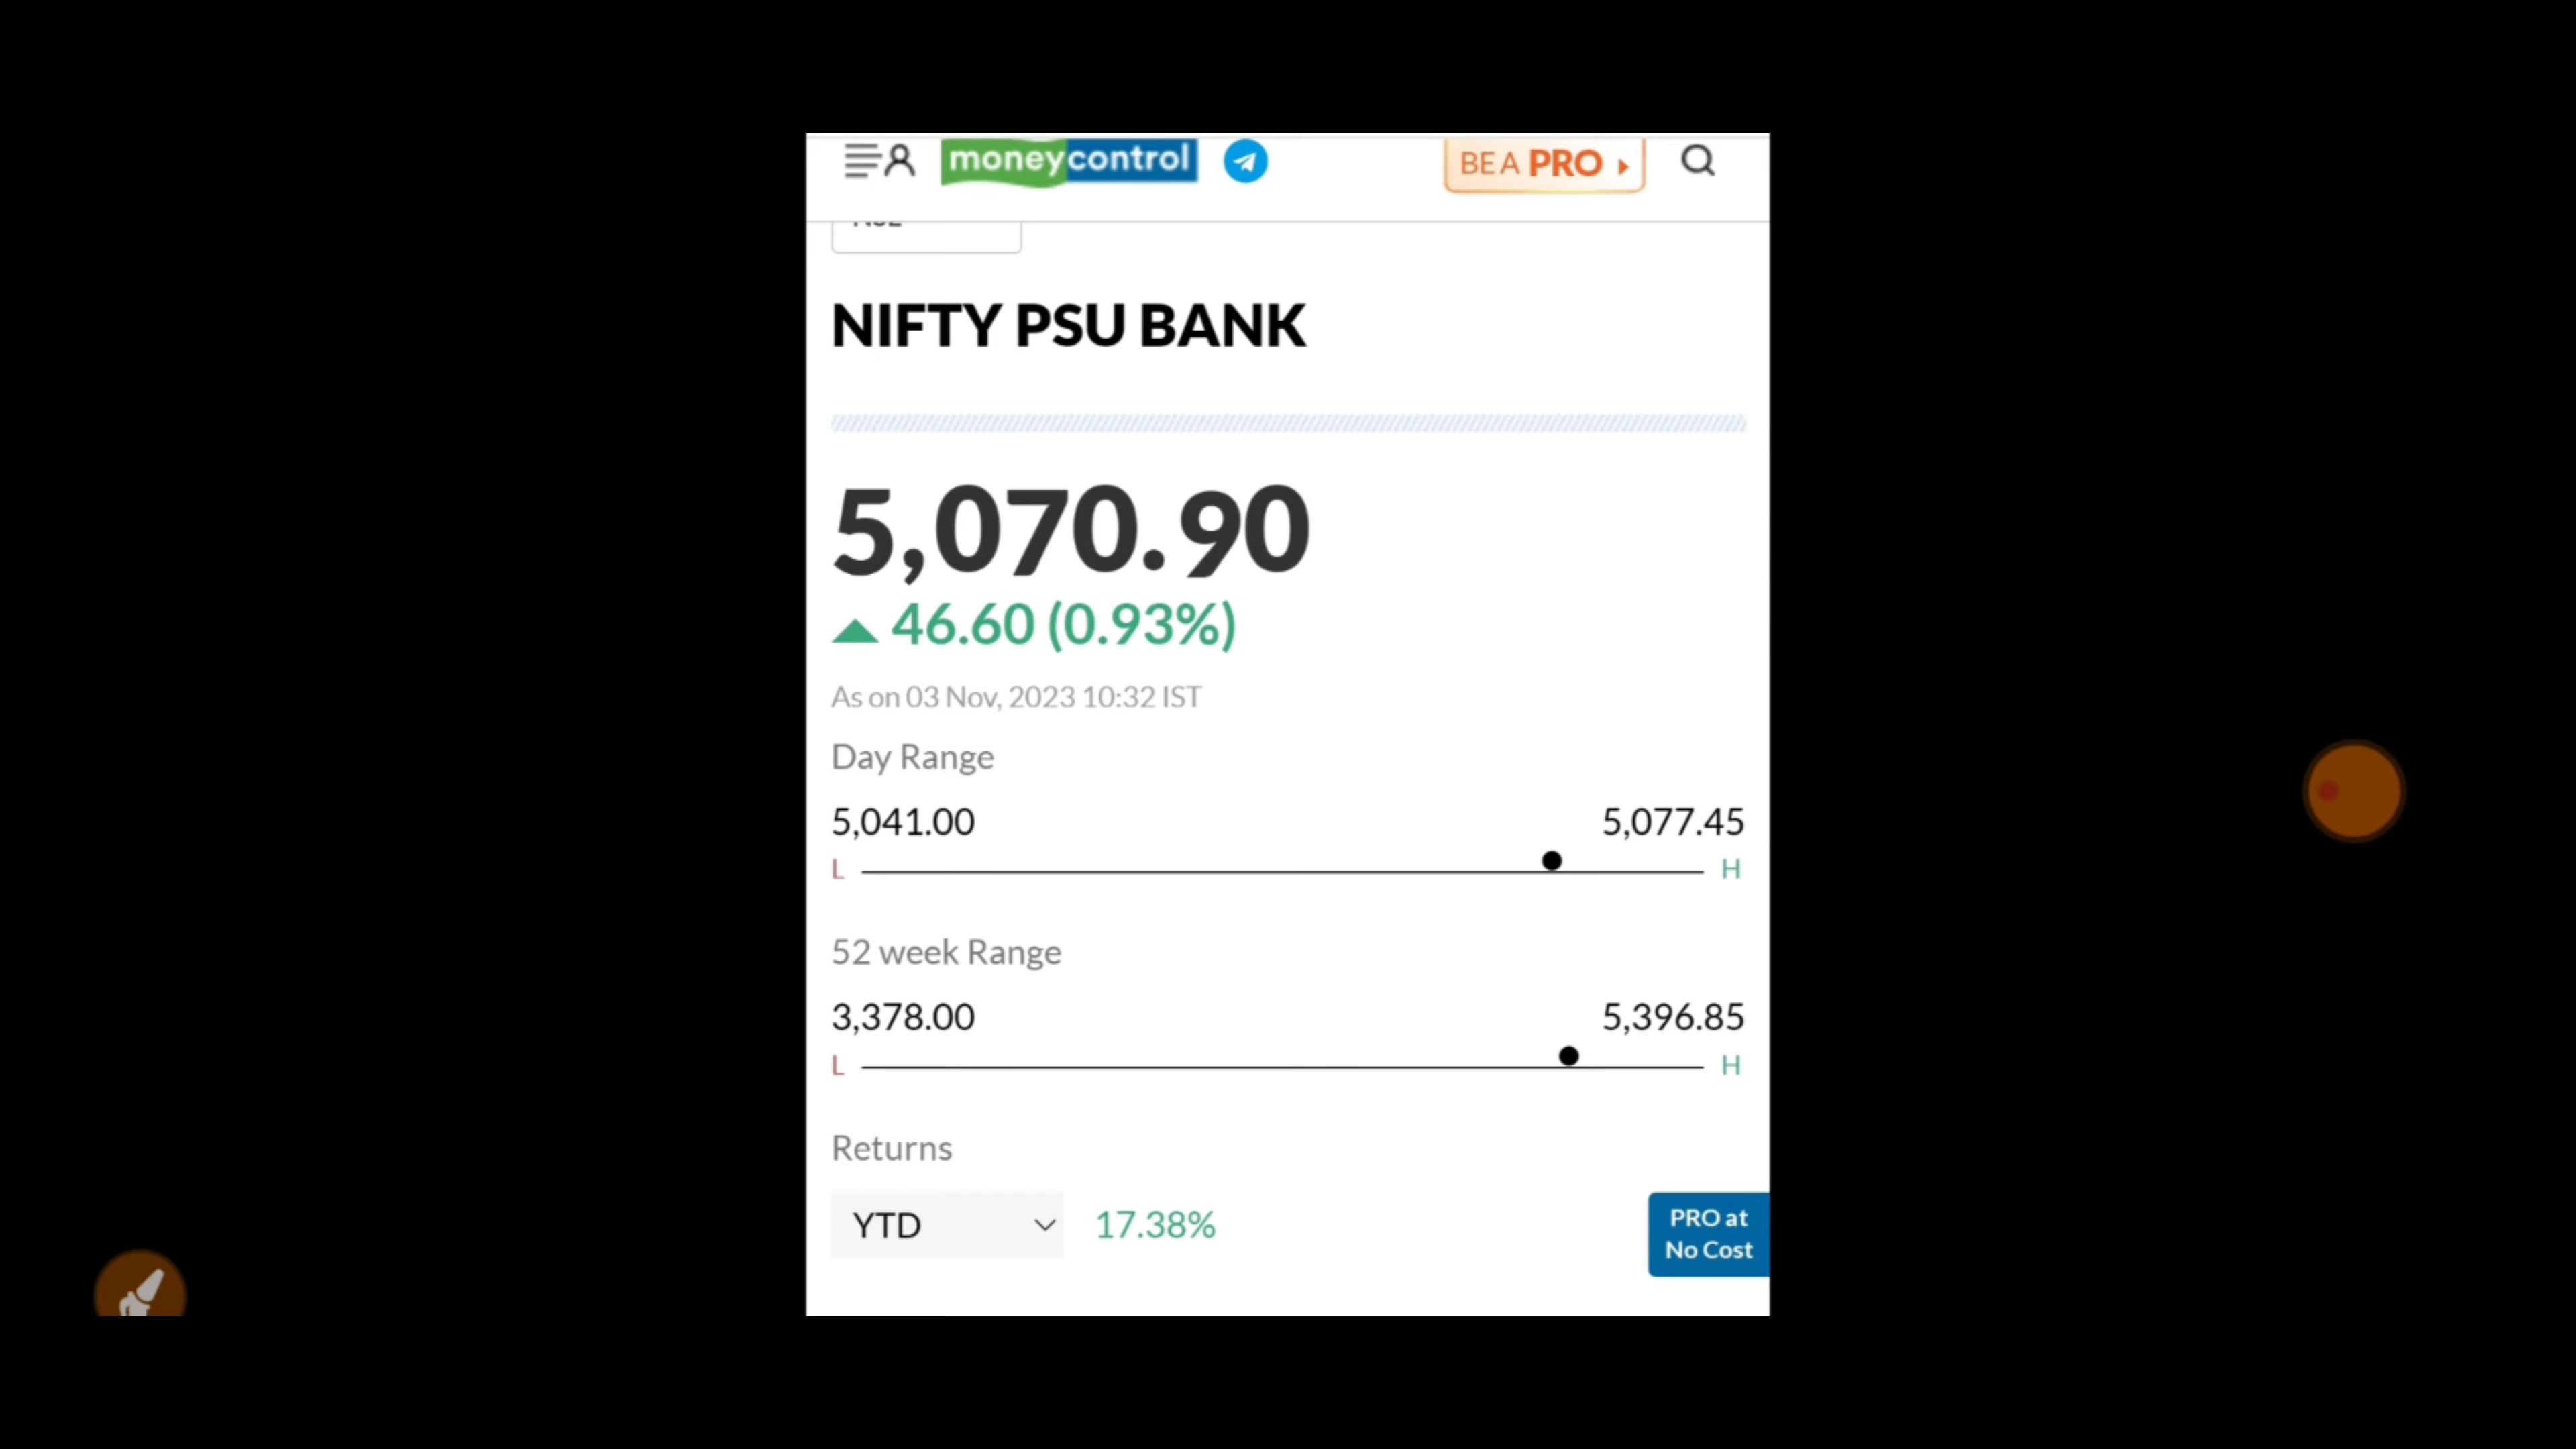 moneycontrol
BE A PRO
NIFTY PSU BANK
5,070.90
46.60 (0.93%)
As on 03 Nov, 2023 10:32 IST
Day Range
5,041.00 5,077.45
L H
52 week Range
3,378.00 5,396.85
L H
Returns
YTD 17.38%
PRO at
No Cost